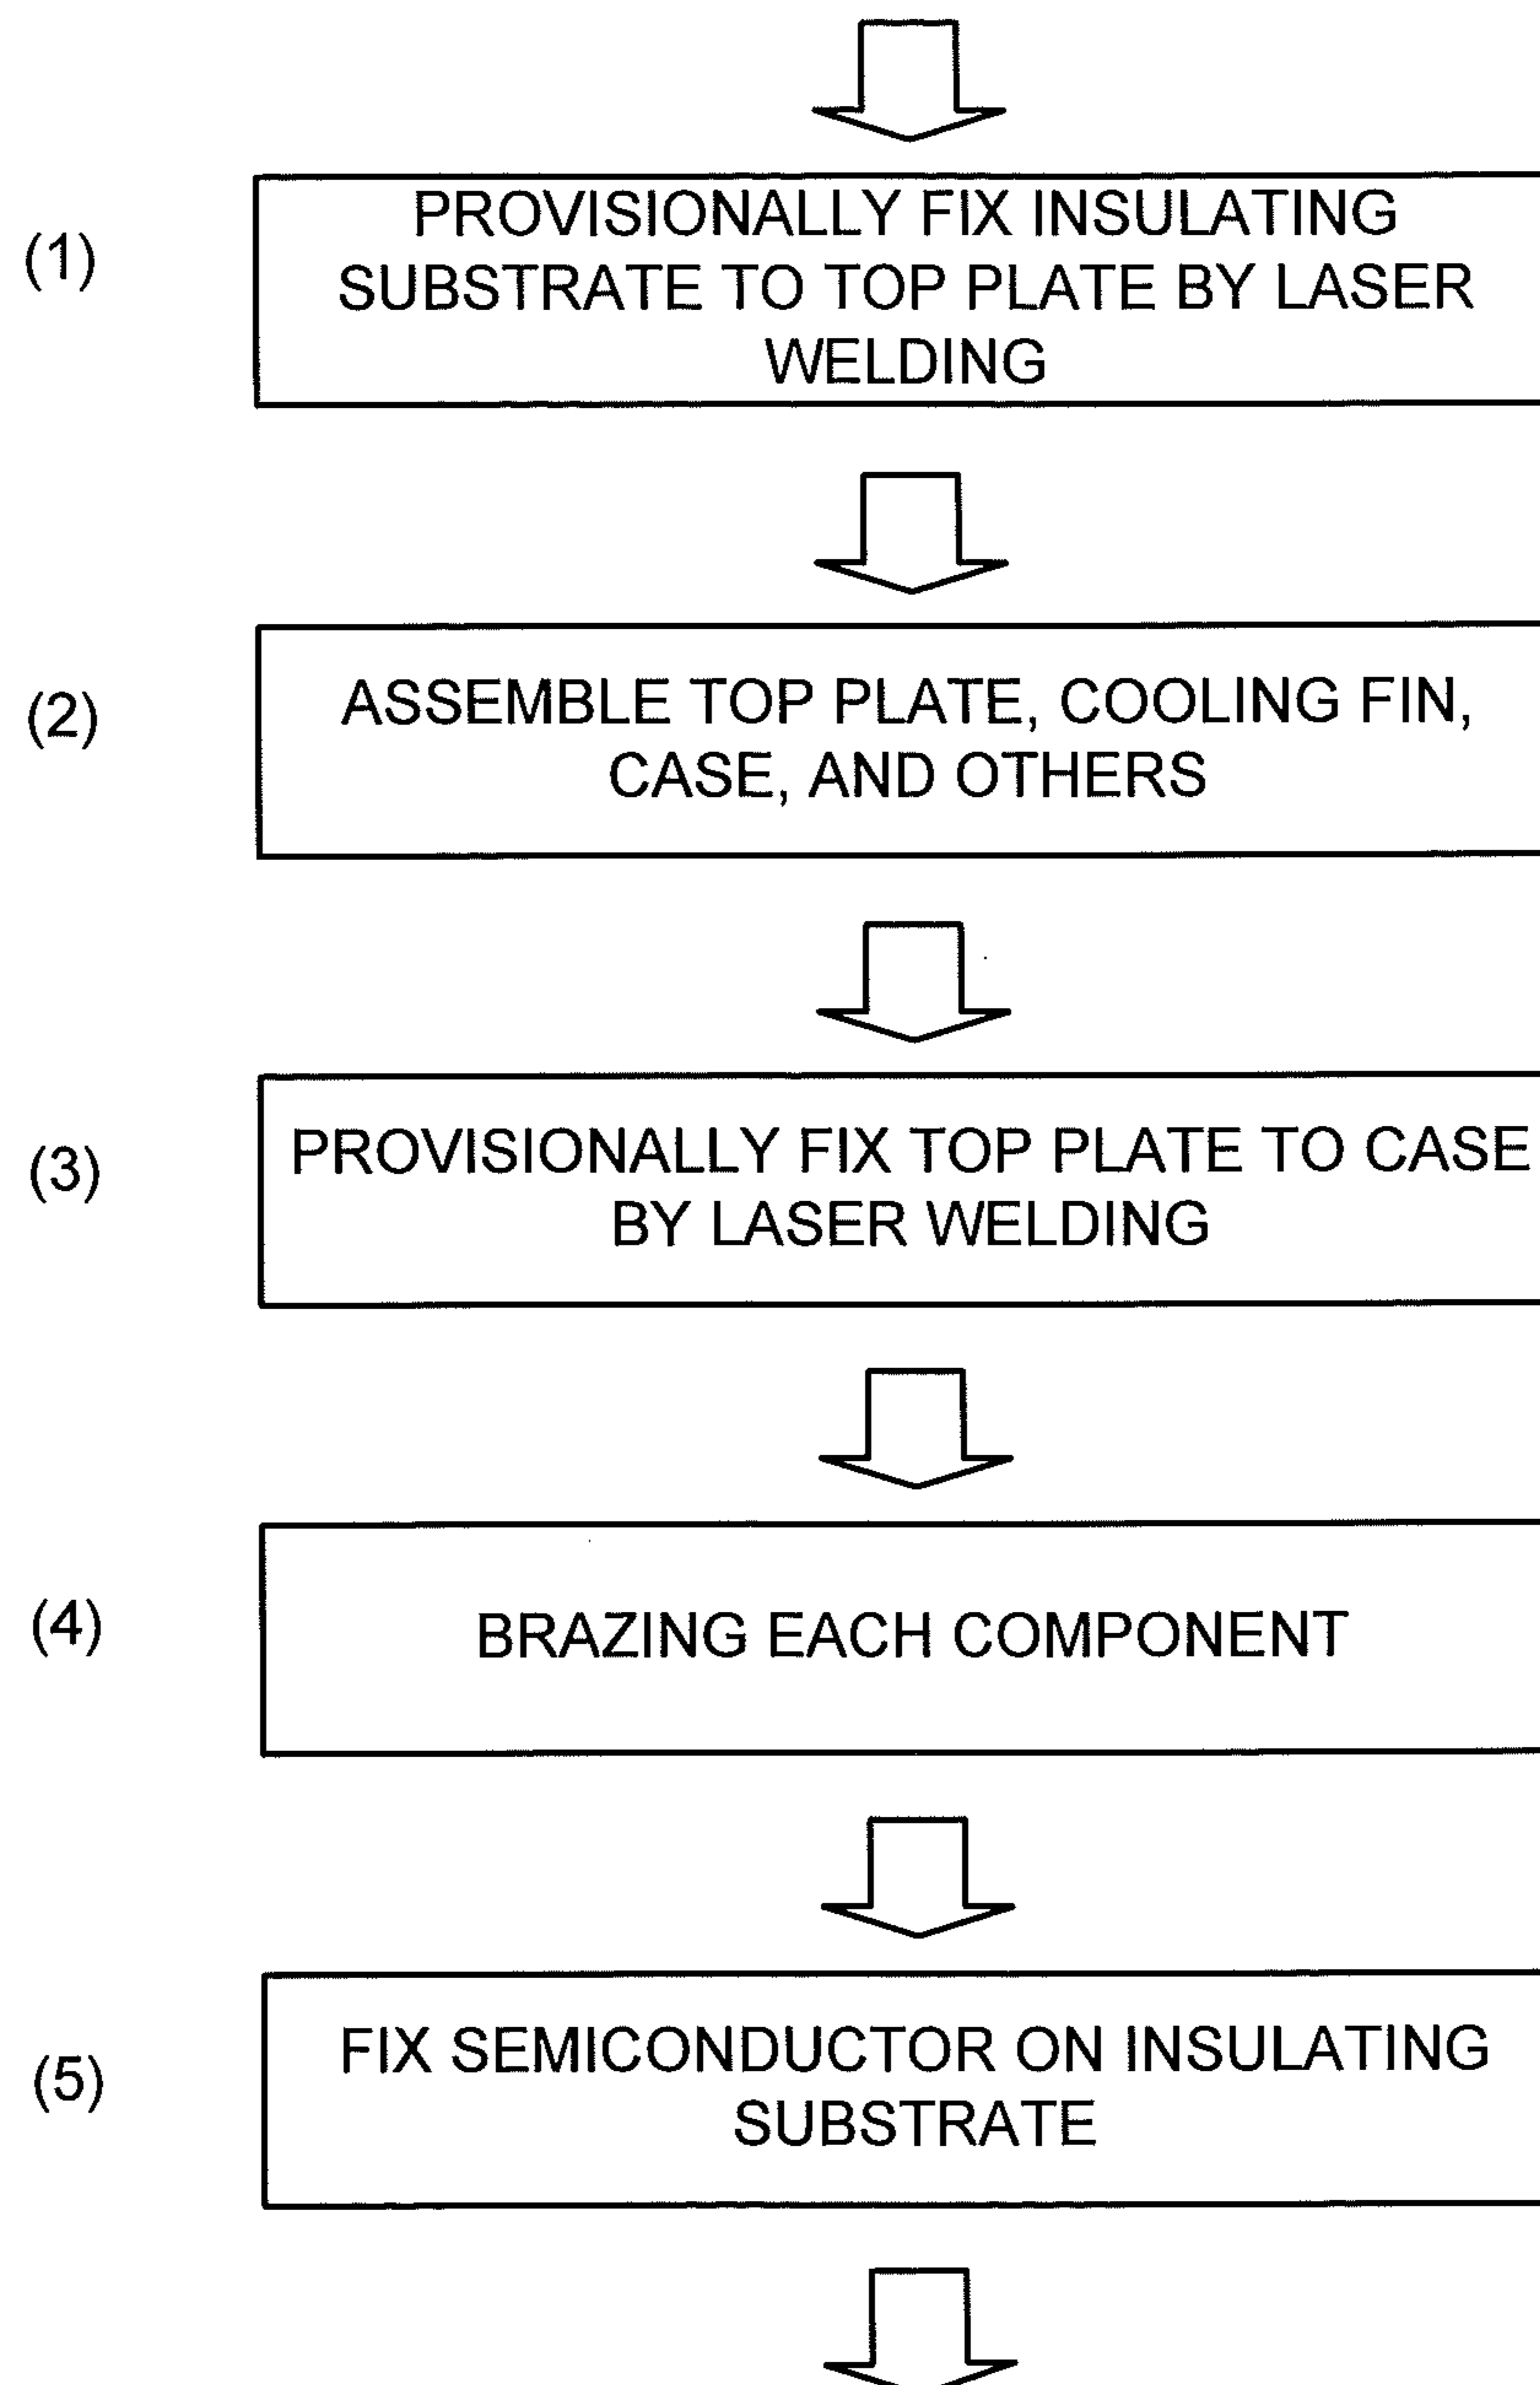 (1)
PROVISIONALLY FIX INSULATING
SUBSTRATE TO TOP PLATE BY LASER
WELDING
(2)
ASSEMBLE TOP PLATE, COOLING FIN,
CASE, AND OTHERS
(3)
PROVISIONALLY FIX TOP PLATE TO CASE
BY LASER WELDING
(4)
BRAZING EACH COMPONENT
(5)
FIX SEMICONDUCTOR ON INSULATING
SUBSTRATE